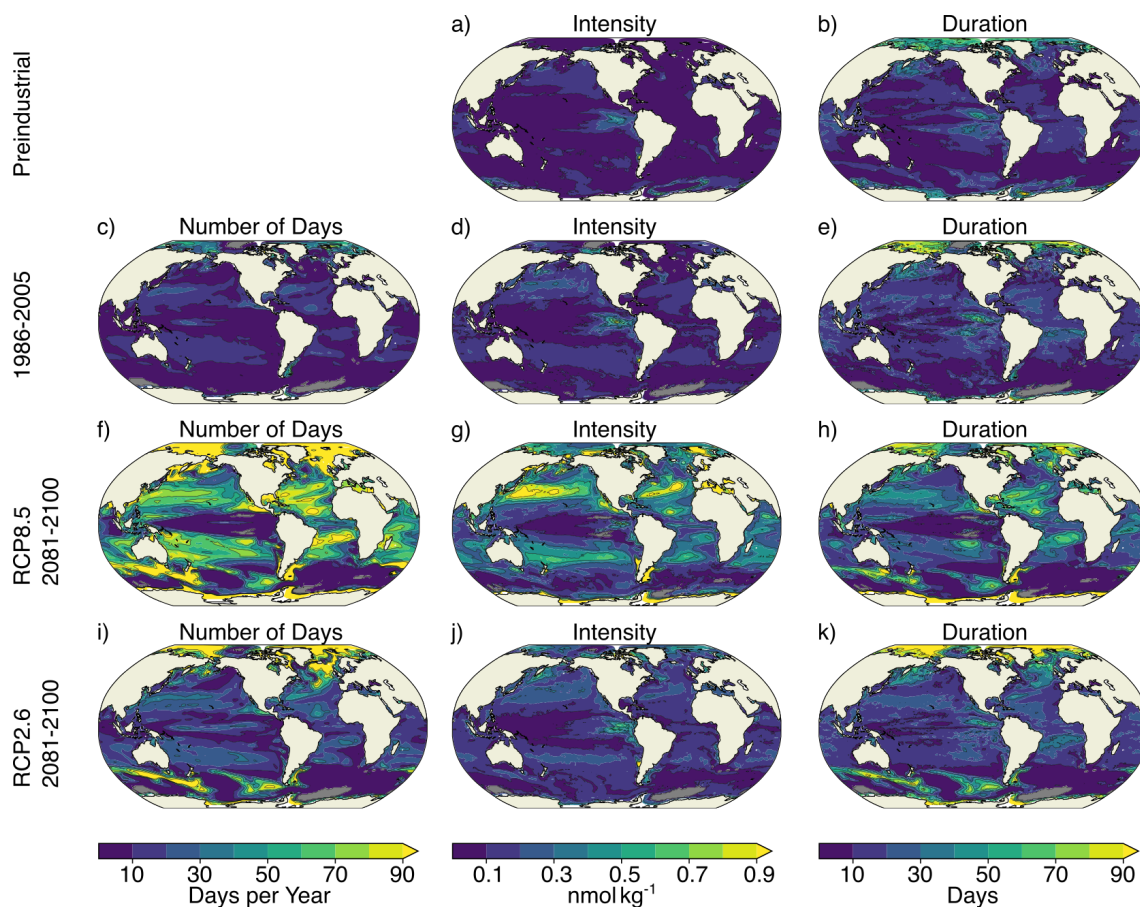 a) Intensity
b) Duration
Preindustrial
c) Number of Days
d) Intensity
e) Duration
1986-2005
f) Number of Days
g) Intensity
h) Duration
RCP8.5
2081-2100
i) Number of Days
j) Intensity
k) Duration
RCP2.6
2081-2100
10 30 50 70 90
Days per Year
0.1 0.3 0.5 0.7 0.9
nmol kg⁻¹
10 30 50 70 90
Days